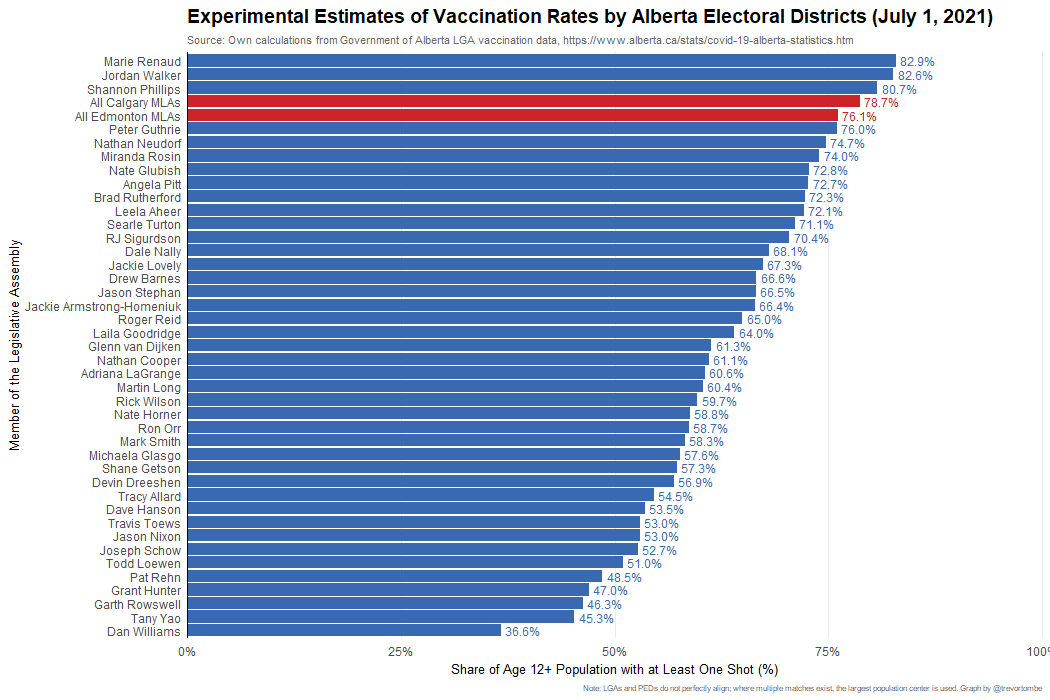 Experimental Estimates of Vaccination Rates by Alberta Electoral Districts (July 1, 2021)
Source: Own calculations from Government of Alberta LGA vaccination data, https://www.alberta.ca/stats/covid-19-alberta-statistics.htm
Member of the Legislative Assembly
Marie Renaud 82.9%
Jordan Walker 82.6%
Shannon Phillips 80.7%
All Calgary MLAs 78.7%
All Edmonton MLAs 76.1%
Peter Guthrie 76.0%
Nathan Neudorf 74.7%
Miranda Rosin 74.0%
Nate Glubish 72.8%
Angela Pitt 72.7%
Brad Rutherford 72.3%
Leela Aheer 72.1%
Searle Turton 71.1%
RJ Sigurdson 70.4%
Dale Nally 68.1%
Jackie Lovely 67.3%
Drew Barnes 66.6%
Jason Stephan 66.5%
Jackie Armstrong-Homeniuk 66.4%
Roger Reid 65.0%
Laila Goodridge 64.0%
Glenn van Dijken 61.3%
Nathan Cooper 61.1%
Adriana LaGrange 60.6%
Martin Long 60.4%
Rick Wilson 59.7%
Nate Horner 58.8%
Ron Orr 58.7%
Mark Smith 58.3%
Michaela Glasgo 57.6%
Shane Getson 57.3%
Devin Dreeshen 56.9%
Tracy Allard 54.5%
Dave Hanson 53.5%
Travis Toews 53.0%
Jason Nixon 53.0%
Joseph Schow 52.7%
Todd Loewen 51.0%
Pat Rehn 48.5%
Grant Hunter 47.0%
Garth Rowswell 46.3%
Tany Yao 45.3%
Dan Williams 36.6%
0% 25% 50% 75% 100%
Share of Age 12+ Population with at Least One Shot (%)
Note: LGAs and PEDs do not perfectly align; where multiple matches exist, the largest population center is used. Graph by @trevortombe